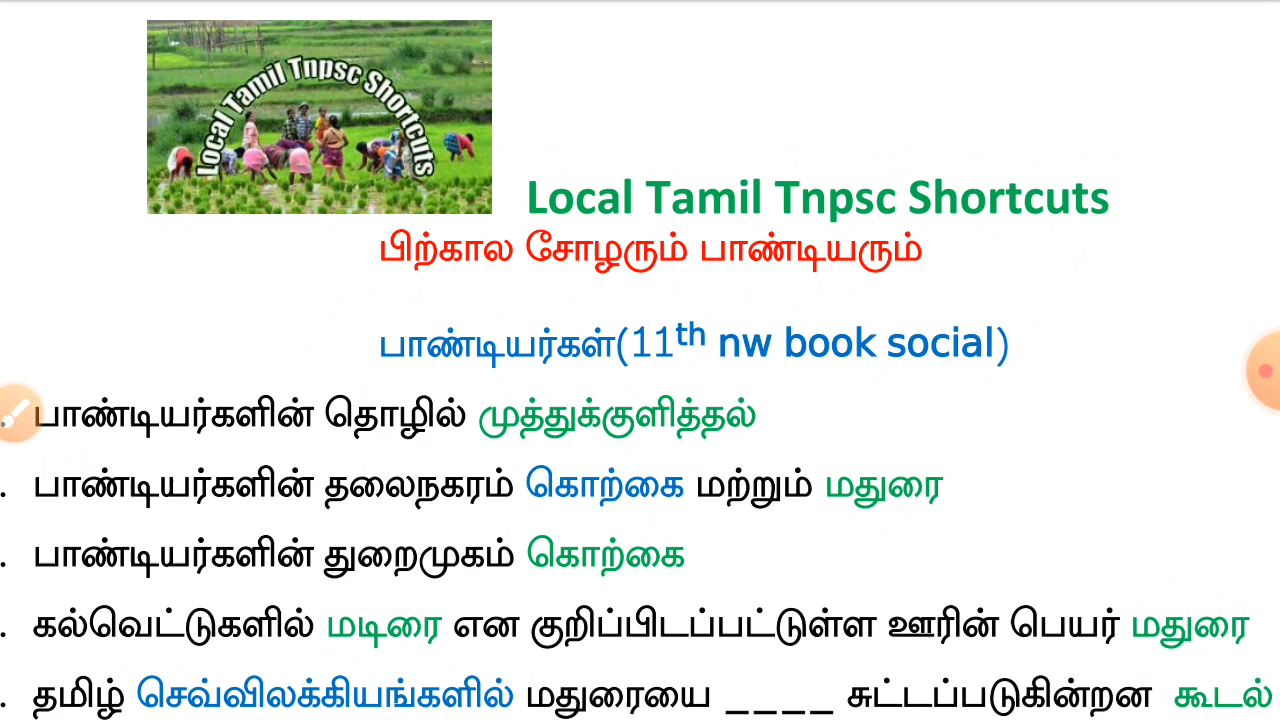 Local Tamil Tnpsc Shortcuts
Local Tamil Tnpsc Shortcuts
பிற்கால சோழரும் பாண்டியரும்
பாண்டியர்கள்(11th nw book social)
. பாண்டியர்களின் தொழில் முத்துக்குளித்தல்
. பாண்டியர்களின் தலைநகரம் கொற்கை மற்றும் மதுரை
. பாண்டியர்களின் துறைமுகம் கொற்கை
. கல்வெட்டுகளில் மடிரை என குறிப்பிடப்பட்டுள்ள ஊரின் பெயர் மதுரை
. தமிழ் செவ்விலக்கியங்களில் மதுரையை ____ சுட்டப்படுகின்றன கூடல்